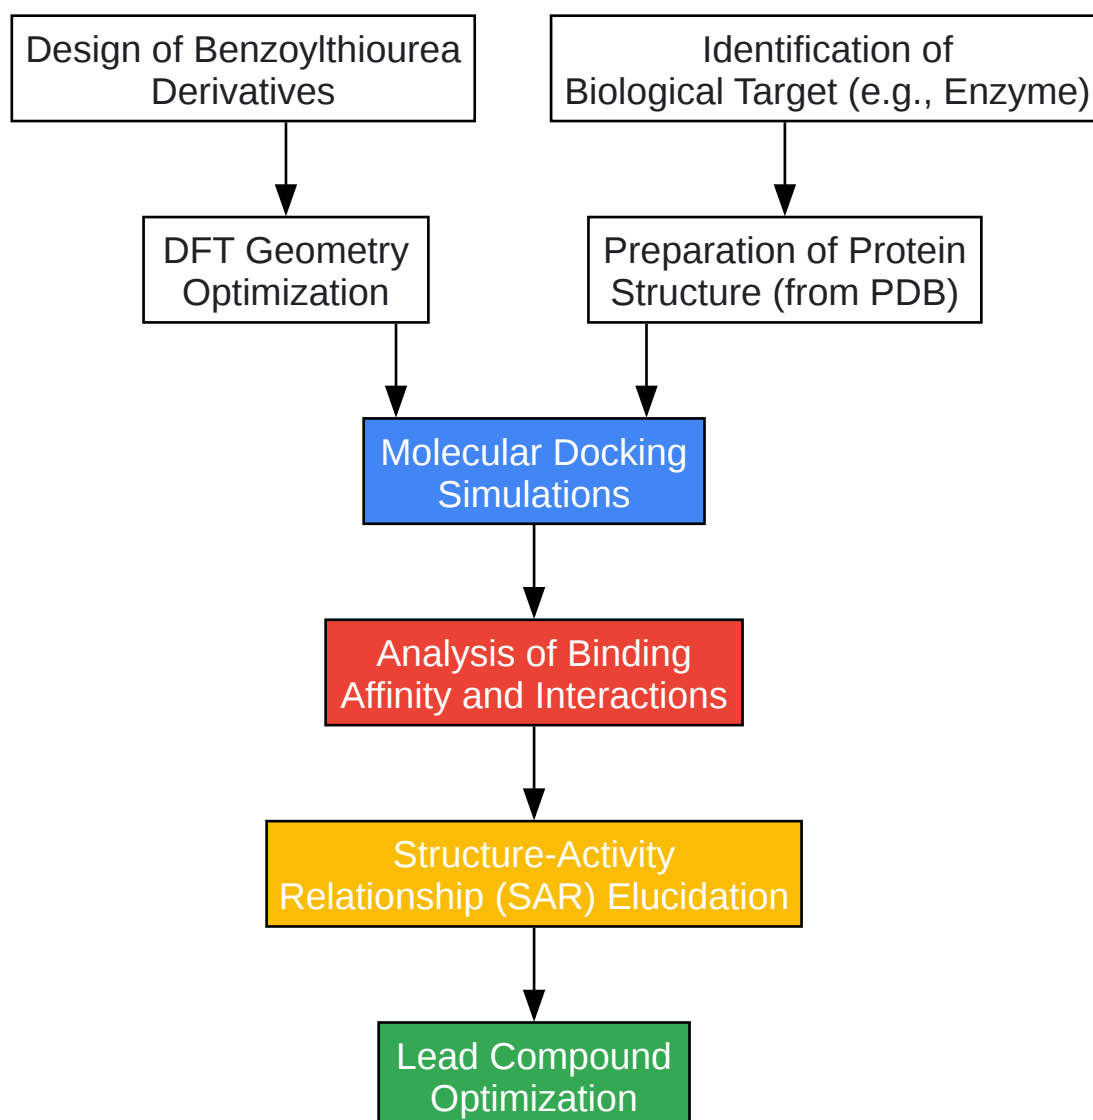 Design of Benzoylthiourea
Derivatives
Identification of
Biological Target (e.g., Enzyme)
DFT Geometry
Optimization
Preparation of Protein
Structure (from PDB)
Molecular Docking
Simulations
Analysis of Binding
Affinity and Interactions
Structure-Activity
Relationship (SAR) Elucidation
Lead Compound
Optimization